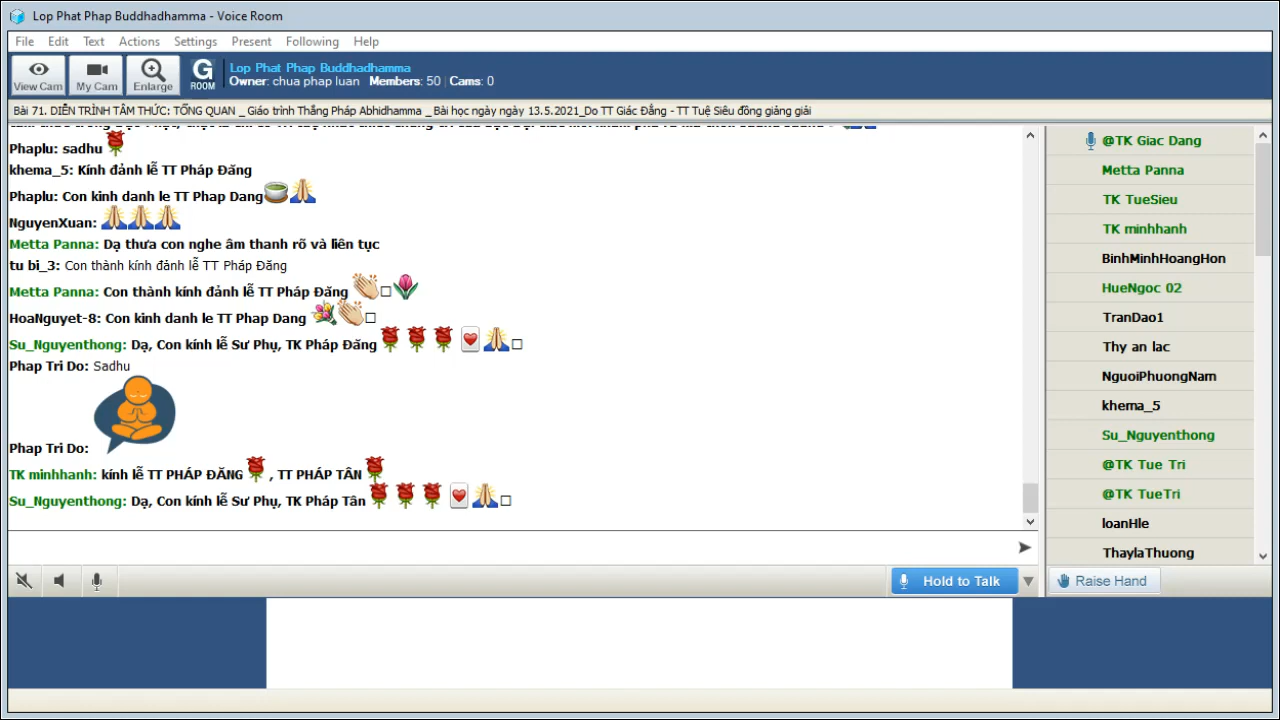 Lop Phat Phap Buddhadhamma - Voice Room
File Edit Text Actions Settings Present Following Help
View Cam My Cam Enlarge G ROOM
Lop Phat Phap Buddhadhamma
Owner: chua phap luan Members: 50 Cams: 0
Bài 71. DIỄN TRÌNH TÂM THỨC: TỔNG QUAN _ Giáo trình Thắng Pháp Abhidhamma _ Bài học ngày ngày 13.5.2021_Do TT Giác Đẳng - TT Tuệ Siêu đồng giảng giải
Phaplu: sadhu
khema_5: Kính đảnh lễ TT Pháp Đăng
Phaplu: Con kinh danh le TT Phap Dang
NguyenXuan:
Metta Panna: Dạ thưa con nghe âm thanh rõ và liên tục
tu bi_3: Con thành kính đảnh lễ TT Pháp Đăng
Metta Panna: Con thành kính đảnh lễ TT Pháp Đăng
HoaNguyet-8: Con kinh danh le TT Phap Dang
Su_Nguyenthong: Dạ, Con kính lễ Sư Phụ, TK Pháp Đăng
Phap Tri Do: Sadhu
Phap Tri Do:
TK minhhanh: kính lễ TT PHÁP ĐĂNG , TT PHÁP TÂN
Su_Nguyenthong: Dạ, Con kính lễ Sư Phụ, TK Pháp Tân
@TK Giac Dang
Metta Panna
TK TueSieu
TK minhhanh
BinhMinhHoangHon
HueNgoc 02
TranDao1
Thy an lac
NguoiPhuongNam
khema_5
Su_Nguyenthong
@TK Tue Tri
@TK TueTri
loanHle
ThaylaThuong
Hold to Talk
Raise Hand